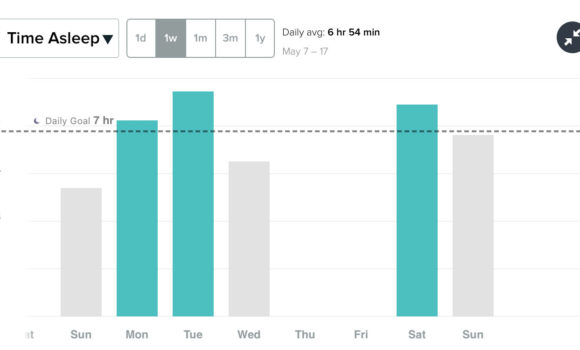 Time Asleep
1d 1w 1m 3m 1y
Daily avg: 6 hr 54 min
May 7 – 17
Daily Goal 7 hr
Sun Mon Tue Wed Thu Fri Sat Sun